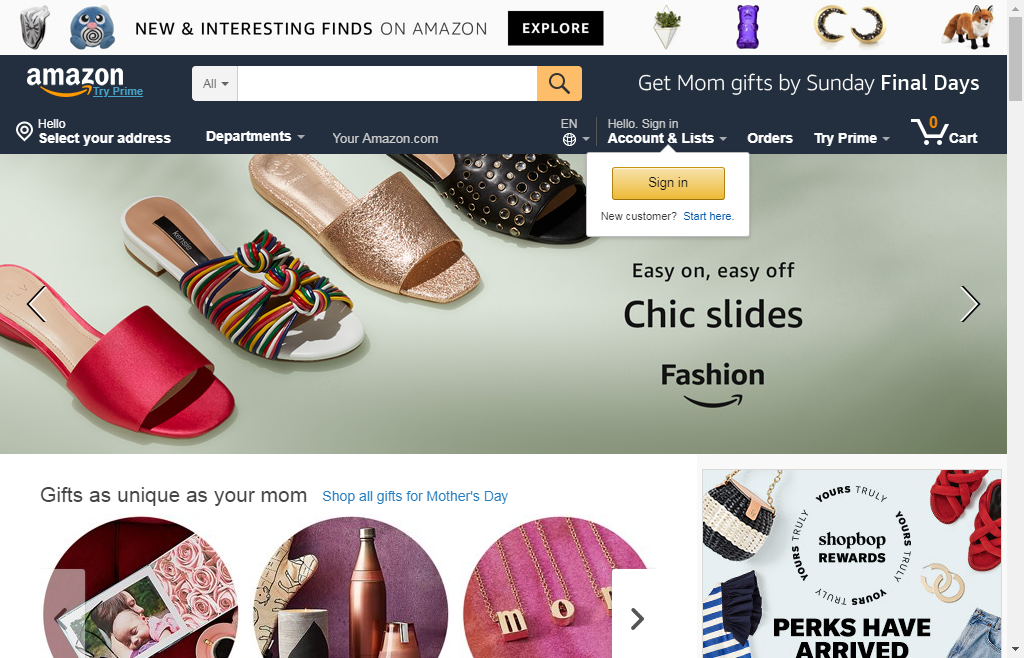 NEW & INTERESTING FINDS ON AMAZON EXPLORE
amazon
Try Prime
All
Get Mom gifts by Sunday Final Days
Hello
Select your address
Departments
Your Amazon.com
EN
Hello. Sign in
Account & Lists
Orders
Try Prime
0
Cart
Sign in
New customer? Start here.
kensie
Easy on, easy off
Chic slides
Fashion
Gifts as unique as your mom Shop all gifts for Mother's Day
m
YOURS TRULY
YOURS TRULY
YOURS TRULY
YOURS TRULY
shopbop
REWARDS
PERKS HAVE
ARRIVED